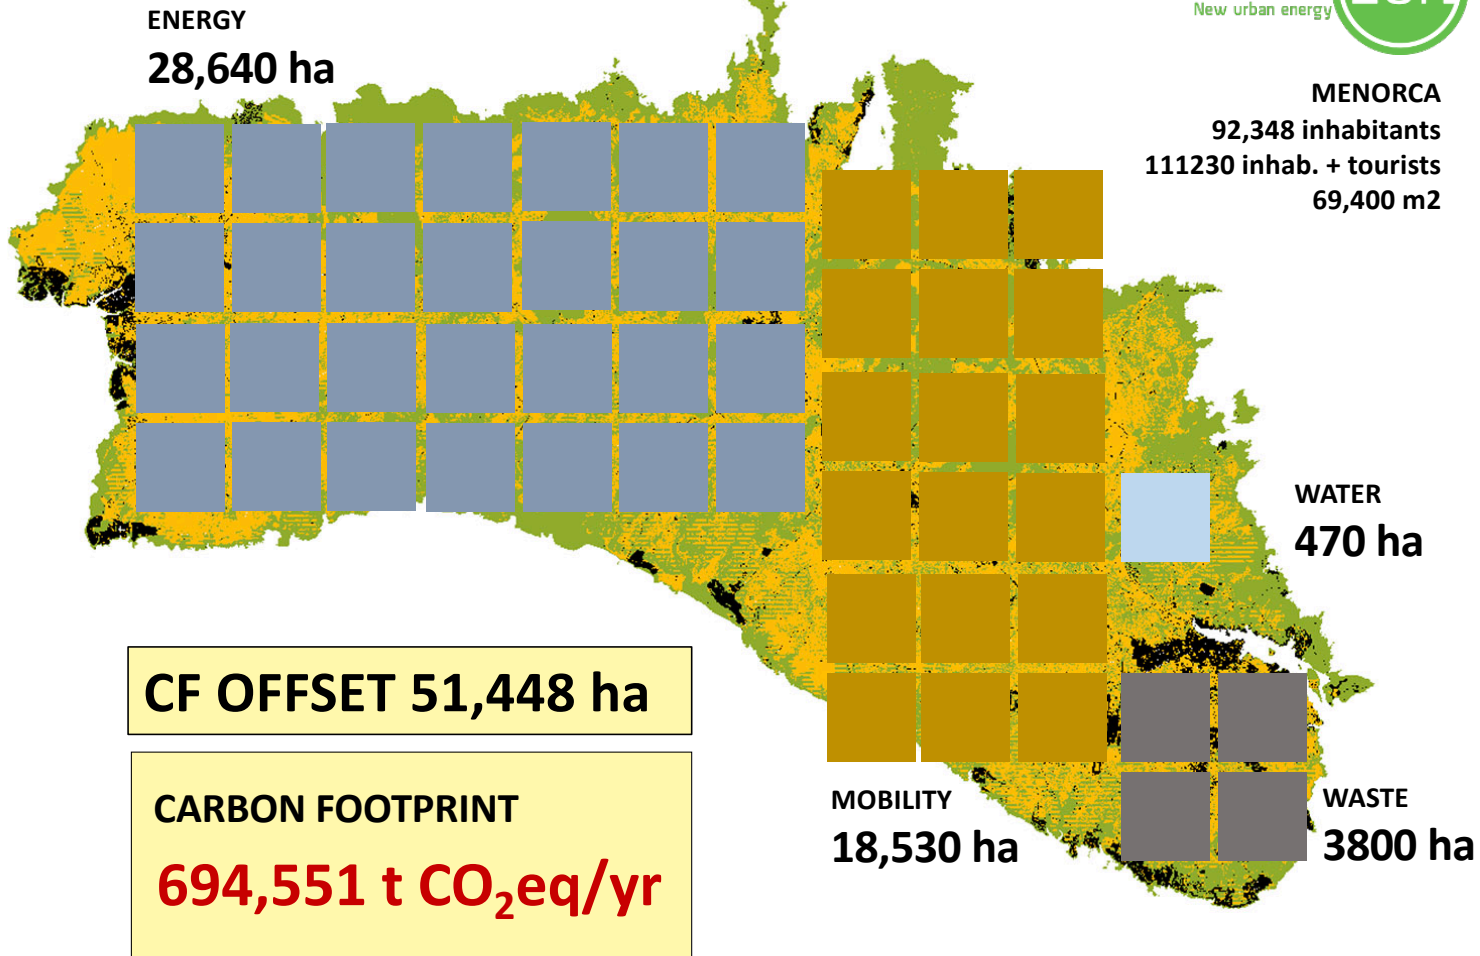 ENERGY
28,640 ha
New urban energy
MENORCA
92,348 inhabitants
111230 inhab. + tourists
69,400 m2
WATER
470 ha
CF OFFSET 51,448 ha
CARBON FOOTPRINT
694,551 t CO₂eq/yr
MOBILITY
18,530 ha
WASTE
3800 ha